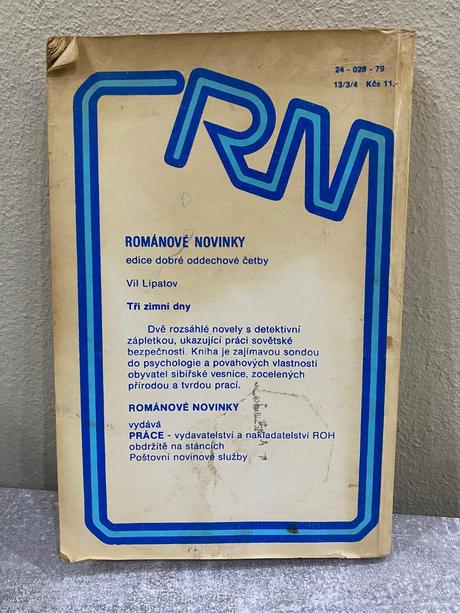 24 - 028 - 79
13/3/4 Kčs 11,-
RM
ROMÁNOVÉ NOVINKY
edice dobré oddechové četby
Vil Lipatov
Tři zimní dny
Dvě rozsáhlé novely s detektivní
zápletkou, ukazující práci sovětské
bezpečnosti. Kniha je zajímavou sondou
do psychologie a povahových vlastností
obyvatel sibiřské vesnice, zocelených
přírodou a tvrdou prací.
ROMÁNOVÉ NOVINKY
vydává
PRÁCE - vydavatelství a nakladatelství ROH
obdržíte na stáncích
Poštovní novinové služby